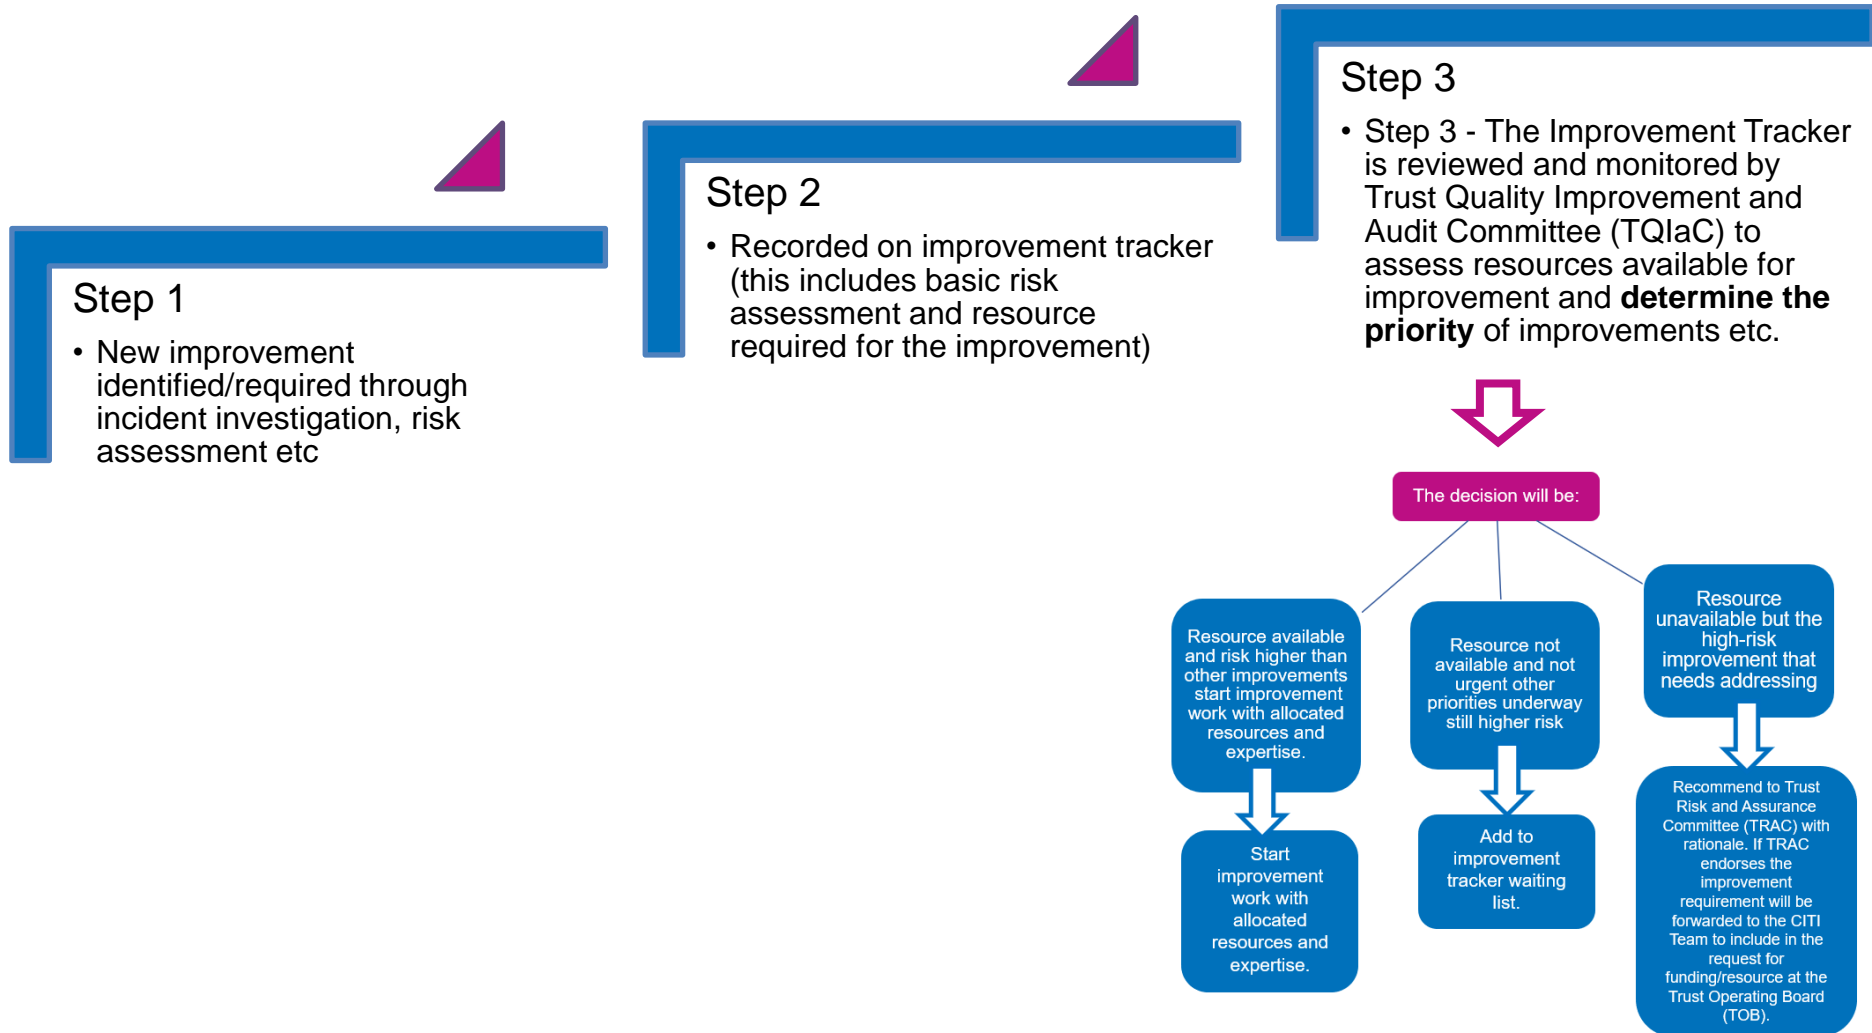 Step 1
• New improvement
identified/required through
incident investigation, risk
assessment etc
Step 2
• Recorded on improvement tracker
(this includes basic risk
assessment and resource
required for the improvement)
Step 3
• Step 3 - The Improvement Tracker
is reviewed and monitored by
Trust Quality Improvement and
Audit Committee (TQIaC) to
assess resources available for
improvement and determine the
priority of improvements etc.
The decision will be:
Resource available
and risk higher than
other improvements
start improvement
work with allocated
resources and
expertise.
Start
improvement
work with
allocated
resources and
expertise.
Resource not
available and not
urgent other
priorities underway
still higher risk
Add to
improvement
tracker waiting
list.
Resource
unavailable but the
high-risk
improvement that
needs addressing
Recommend to Trust
Risk and Assurance
Committee (TRAC) with
rationale. If TRAC
endorses the
improvement
requirement will be
forwarded to the CITI
Team to include in the
request for
funding/resource at the
Trust Operating Board
(TOB).